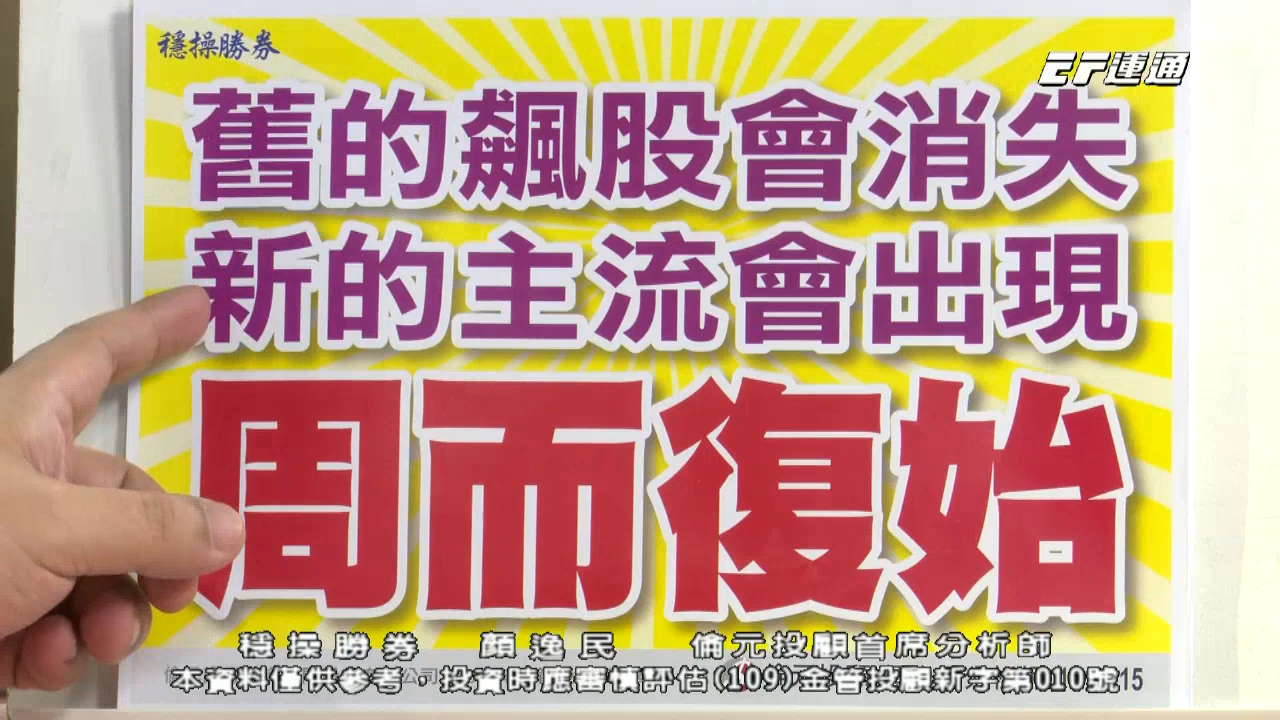 穩操勝券
EF運通
舊的飆股會消失
新的主流會出現
周而復始
穩操勝券 顏逸民 倫元投顧首席分析師
本資料僅供參考，投資時應審慎評估(109)金管投顧新字第010號
15